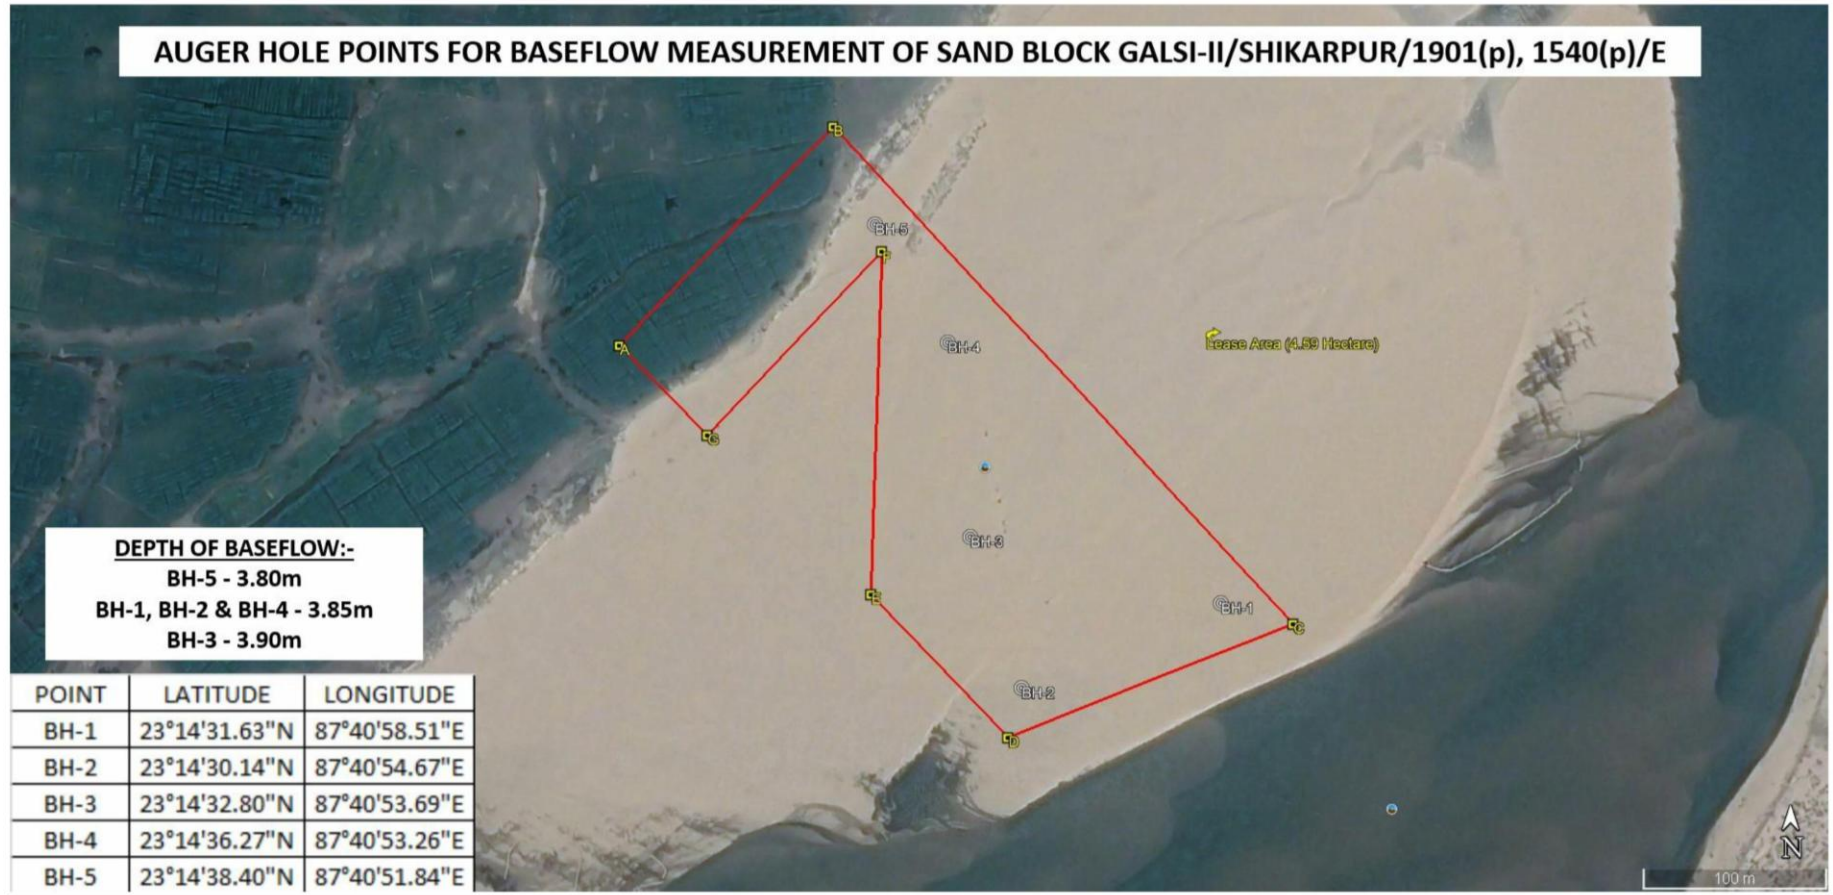 AUGER HOLE POINTS FOR BASEFLOW MEASUREMENT OF SAND BLOCK GALSI-II/SHIKARPUR/1901(p), 1540(p)/E
B
BH-5
F
A
BH-4
Lease Area (4.59 Hectare)
G
BH-3
E
BH-1
C
BH-2
D
DEPTH OF BASEFLOW:-
BH-5 - 3.80m
BH-1, BH-2 & BH-4 - 3.85m
BH-3 - 3.90m
POINT LATITUDE LONGITUDE
BH-1 23°14'31.63"N 87°40'58.51"E
BH-2 23°14'30.14"N 87°40'54.67"E
BH-3 23°14'32.80"N 87°40'53.69"E
BH-4 23°14'36.27"N 87°40'53.26"E
BH-5 23°14'38.40"N 87°40'51.84"E
N
100 m